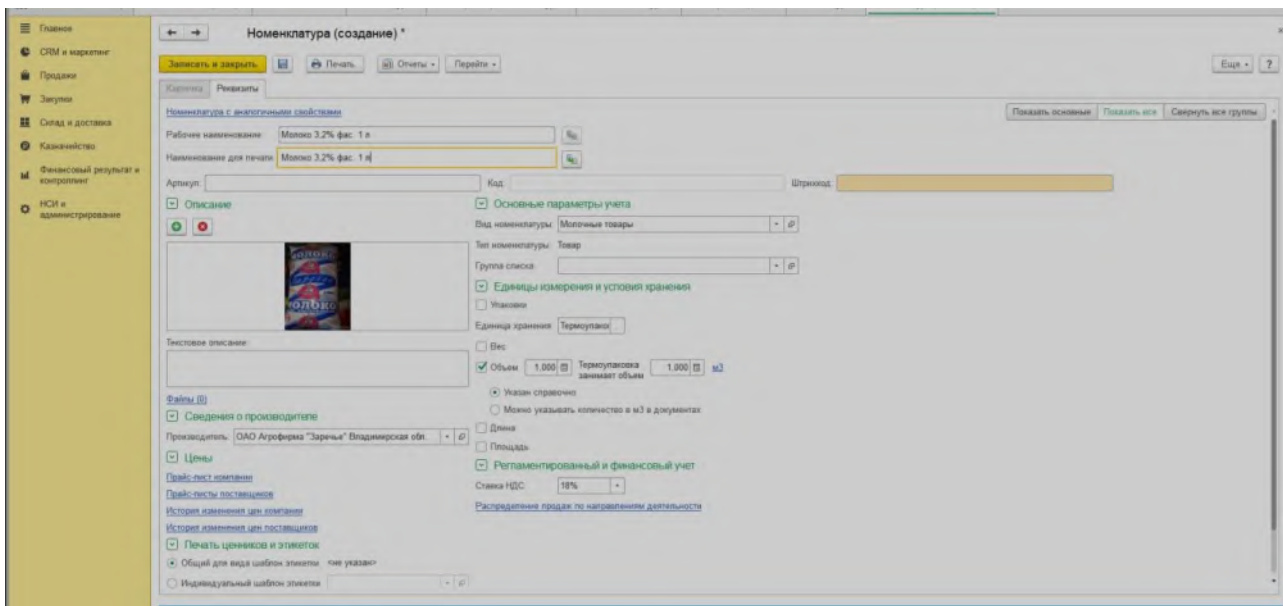 Главное
CRM и маркетинг
Продажи
Закупки
Склад и доставка
Казначейство
Финансовый результат и контроллинг
НСИ и администрирование
Номенклатура (создание) *
Записать и закрыть Печать Отчеты Перейти Еще ?
Карточка Реквизиты
Номенклатура с аналогичными свойствами Показать основные Показать все Свернуть все группы
Рабочее наименование Молоко 3.2% фас. 1 л
Наименование для печати Молоко 3.2% фас. 1 л
Артикул: Код: Штрихкод:
Описание
МОЛОКО
Текстовое описание:
Файлы (0)
Сведения о производителе
Производитель: ОАО Агрофирма "Заречье" Владимирская обл.
Цены
Прайс-лист компании
Прайс-листы поставщиков
История изменения цен компании
История изменения цен поставщиков
Печать ценников и этикеток
Общий для вида шаблон этикетки <не указан>
Индивидуальный шаблон этикетки
Основные параметры учета
Вид номенклатуры: Молочные товары
Тип номенклатуры: Товар
Группа списка:
Единицы измерения и условия хранения
Упаковки
Единица хранения Термоупаков
Вес
Объем 1,000 Термоупаковка занимает объем 1,000 м3
Указан справочно
Можно указывать количество в м3 в документах
Длина
Площадь
Регламентированный и финансовый учет
Ставка НДС: 18%
Распределение продаж по направлениям деятельности